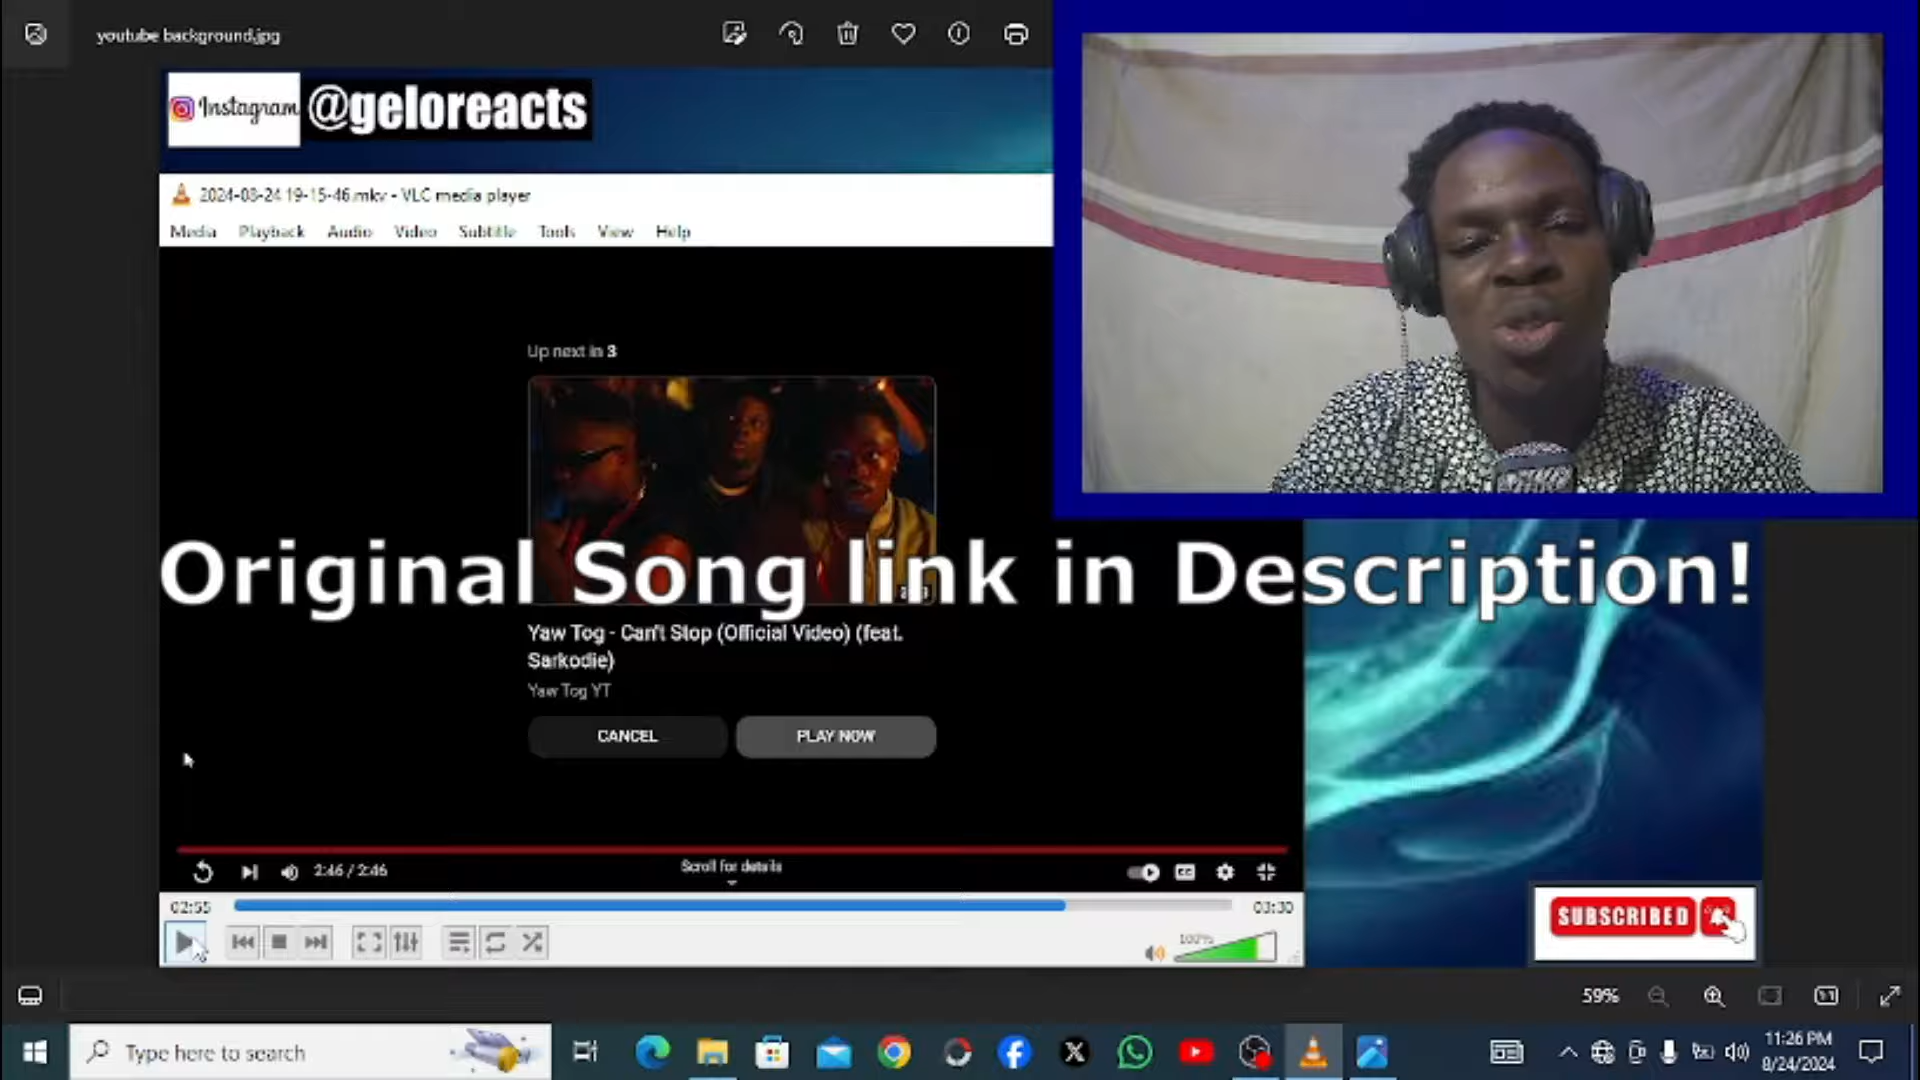 youtube background.jpg
Instagram @geloreacts
2024-08-24 19-15-46.mkv - VLC media player
Media Playback Audio Video Subtitle Tools View Help
Up next in 3
Original Song link in Description!
Yaw Tog - Can't Stop (Official Video) (feat.
Sarkodie)
Yaw Tog YT
CANCEL PLAY NOW
2:46 / 2:46 Scroll for details
02:55 03:30
100%
SUBSCRIBED
59%
Type here to search
11:26 PM
8/24/2024